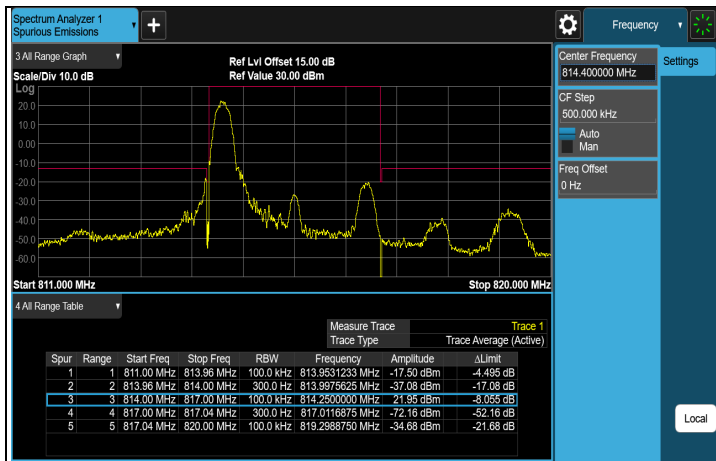 Spectrum Analyzer 1
Spurious Emissions
+
Frequency
3 All Range Graph
Ref Lvl Offset 15.00 dB
Scale/Div 10.0 dB
Ref Value 30.00 dBm
Log
20.0
10.0
0.00
-10.0
-20.0
-30.0
-40.0
-50.0
-60.0
Start 811.000 MHz
Stop 820.000 MHz
Center Frequency
814.400000 MHz
Settings
CF Step
500.000 kHz
Auto
Man
Freq Offset
0 Hz
4 All Range Table
Measure Trace Trace 1
Trace Type Trace Average (Active)
Spur Range Start Freq Stop Freq RBW Frequency Amplitude ΔLimit
1 1 811.00 MHz 813.96 MHz 100.0 kHz 813.9531233 MHz -17.50 dBm -4.495 dB
2 2 813.96 MHz 814.00 MHz 300.0 Hz 813.9975625 MHz -37.08 dBm -17.08 dB
3 3 814.00 MHz 817.00 MHz 100.0 kHz 814.2500000 MHz 21.95 dBm -8.055 dB
4 4 817.00 MHz 817.04 MHz 300.0 Hz 817.0116875 MHz -72.16 dBm -52.16 dB
5 5 817.04 MHz 820.00 MHz 100.0 kHz 819.2988750 MHz -34.68 dBm -21.68 dB
Local